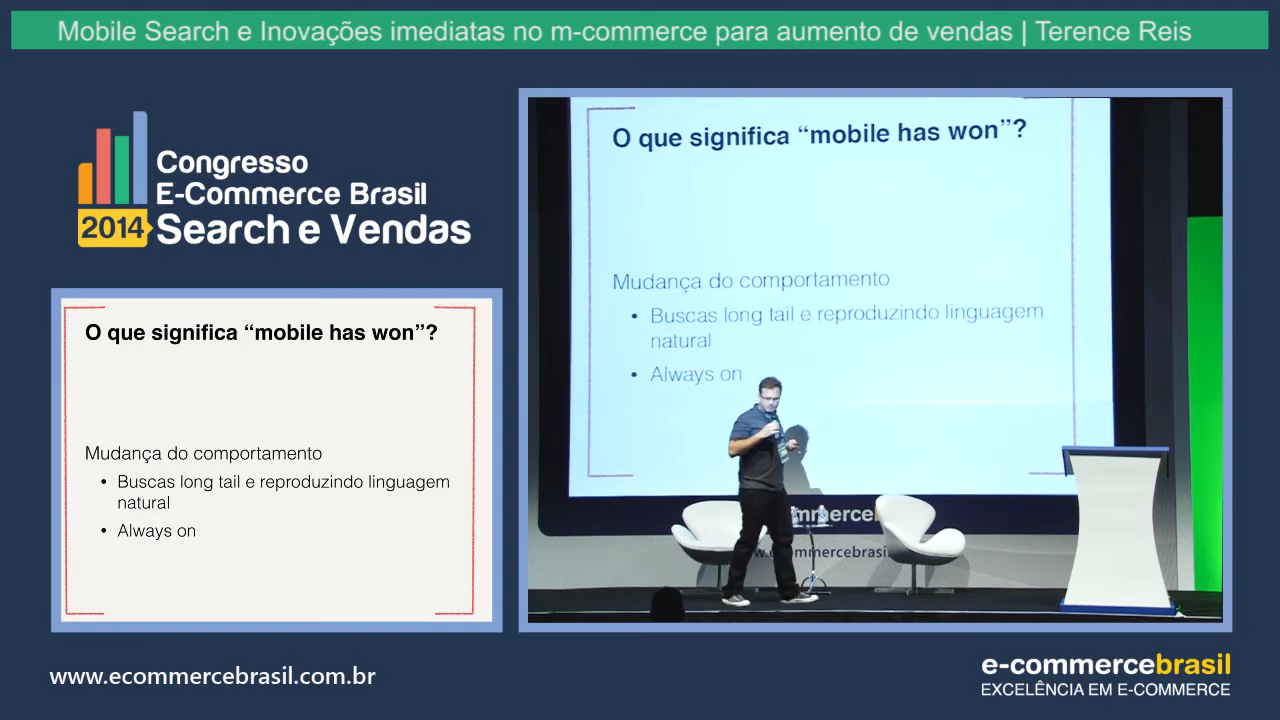 Mobile Search e Inovações imediatas no m-commerce para aumento de vendas | Terence Reis
Congresso
E-Commerce Brasil
2014 Search e Vendas
O que significa “mobile has won”?
Mudança do comportamento
• Buscas long tail e reproduzindo linguagem
natural
• Always on
O que significa “mobile has won”?
Mudança do comportamento
• Buscas long tail e reproduzindo linguagem
natural
• Always on
mmerce
w.ecommercebrasil
www.ecommercebrasil.com.br
e-commercebrasil
EXCELÊNCIA EM E-COMMERCE